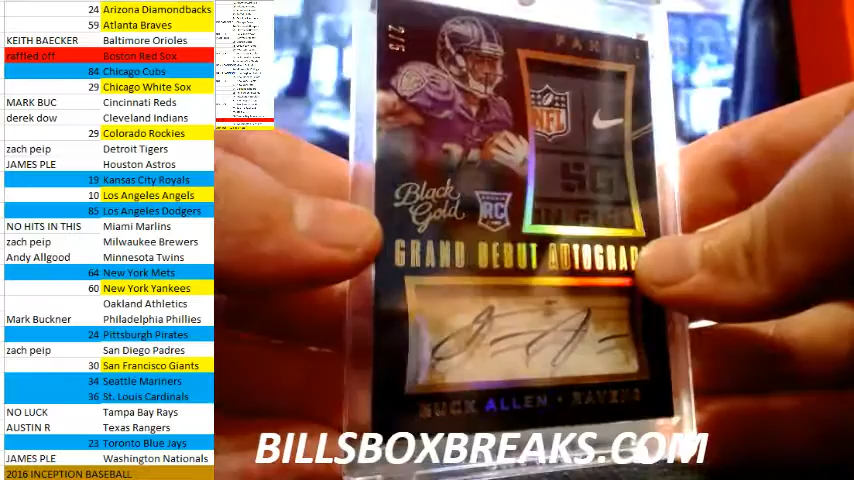 24 Arizona Diamondbacks
59 Atlanta Braves
KEITH BAECKER Baltimore Orioles
raffled off Boston Red Sox
84 Chicago Cubs
29 Chicago White Sox
MARK BUC Cincinnati Reds
derek dow Cleveland Indians
29 Colorado Rockies
zach peip Detroit Tigers
JAMES PLE Houston Astros
19 Kansas City Royals
10 Los Angeles Angels
85 Los Angeles Dodgers
NO HITS IN THIS Miami Marlins
zach peip Milwaukee Brewers
Andy Allgood Minnesota Twins
64 New York Mets
60 New York Yankees
Oakland Athletics
Mark Buckner Philadelphia Phillies
24 Pittsburgh Pirates
zach peip San Diego Padres
30 San Francisco Giants
34 Seattle Mariners
36 St. Louis Cardinals
NO LUCK Tampa Bay Rays
AUSTIN R Texas Rangers
23 Toronto Blue Jays
JAMES PLE Washington Nationals
2016 INCEPTION BASEBALL
2/5
PANINI
NFL
Black Gold
RC
GRAND DEBUT AUTOGRAP
BUCK ALLEN • RAVENS
BILLSBOXBREAKS.COM